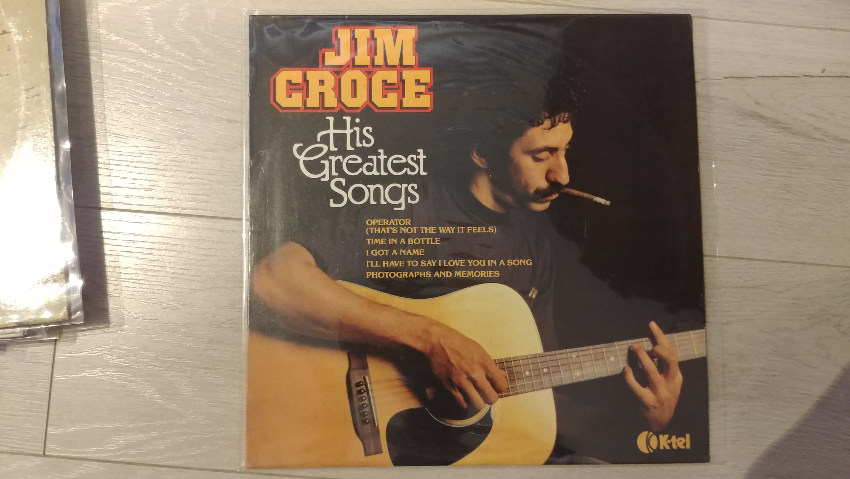 JIM
CROCE
His
Greatest
Songs
OPERATOR
(THAT'S NOT THE WAY IT FEELS)
TIME IN A BOTTLE
I GOT A NAME
I'LL HAVE TO SAY I LOVE YOU IN A SONG
PHOTOGRAPHS AND MEMORIES
K-tel